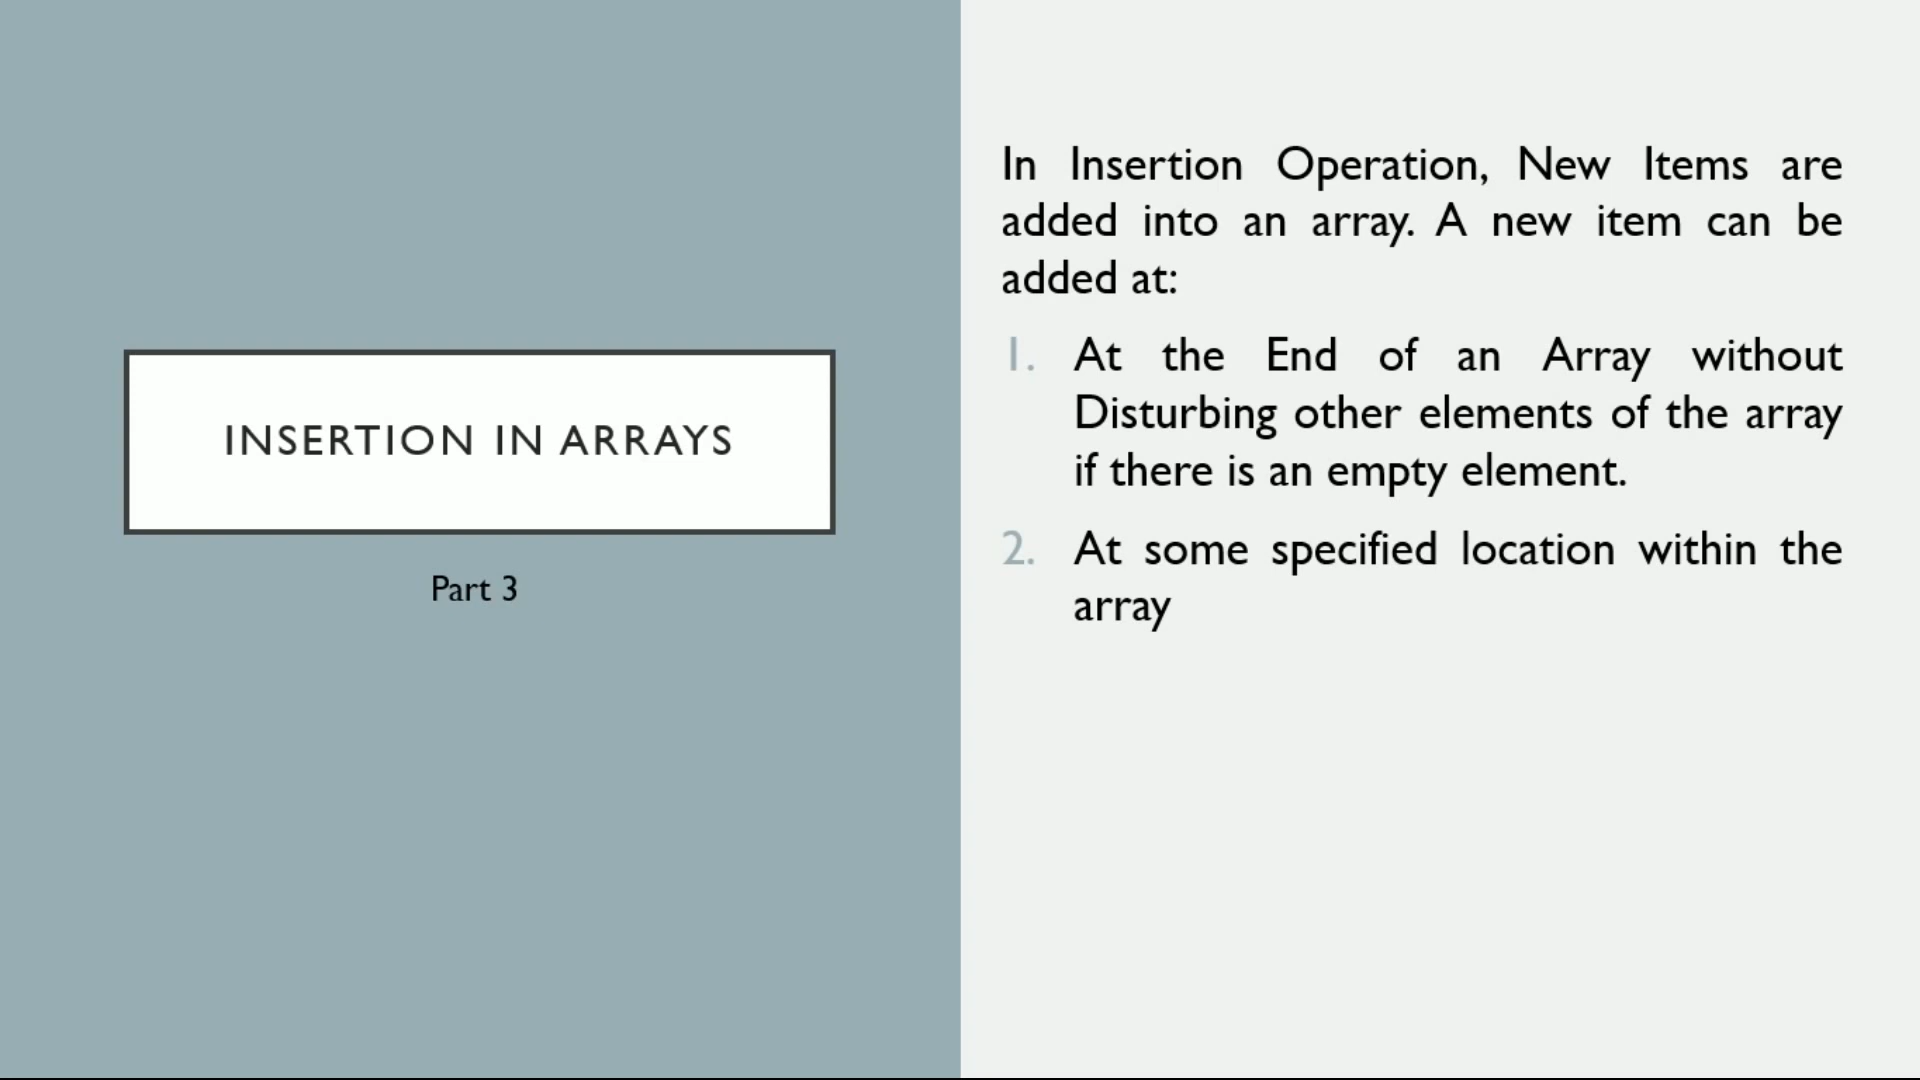 INSERTION IN ARRAYS
Part 3
In Insertion Operation, New Items are
added into an array. A new item can be
added at:
1. At the End of an Array without
Disturbing other elements of the array
if there is an empty element.
2. At some specified location within the
array